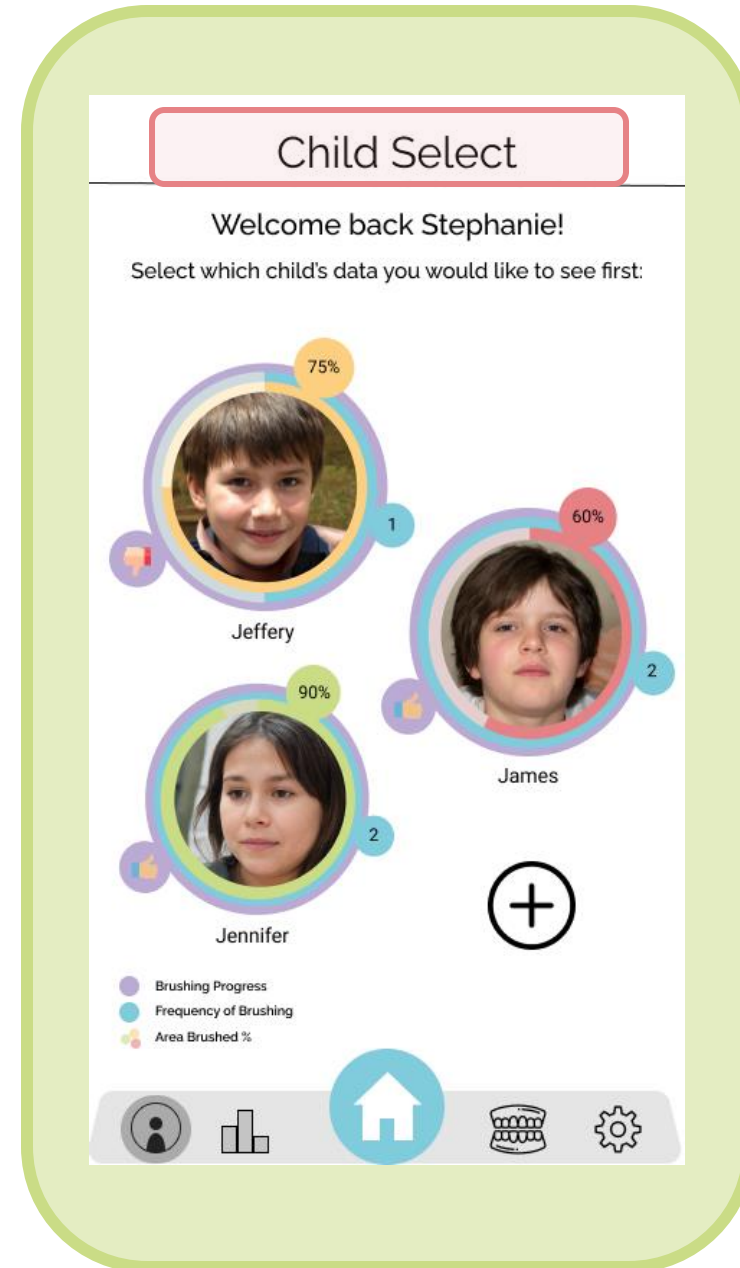 Child Select
Welcome back Stephanie!
Select which child's data you would like to see first:
75%
1
Jeffery
60%
2
James
90%
2
Jennifer
Brushing Progress
Frequency of Brushing
Area Brushed %